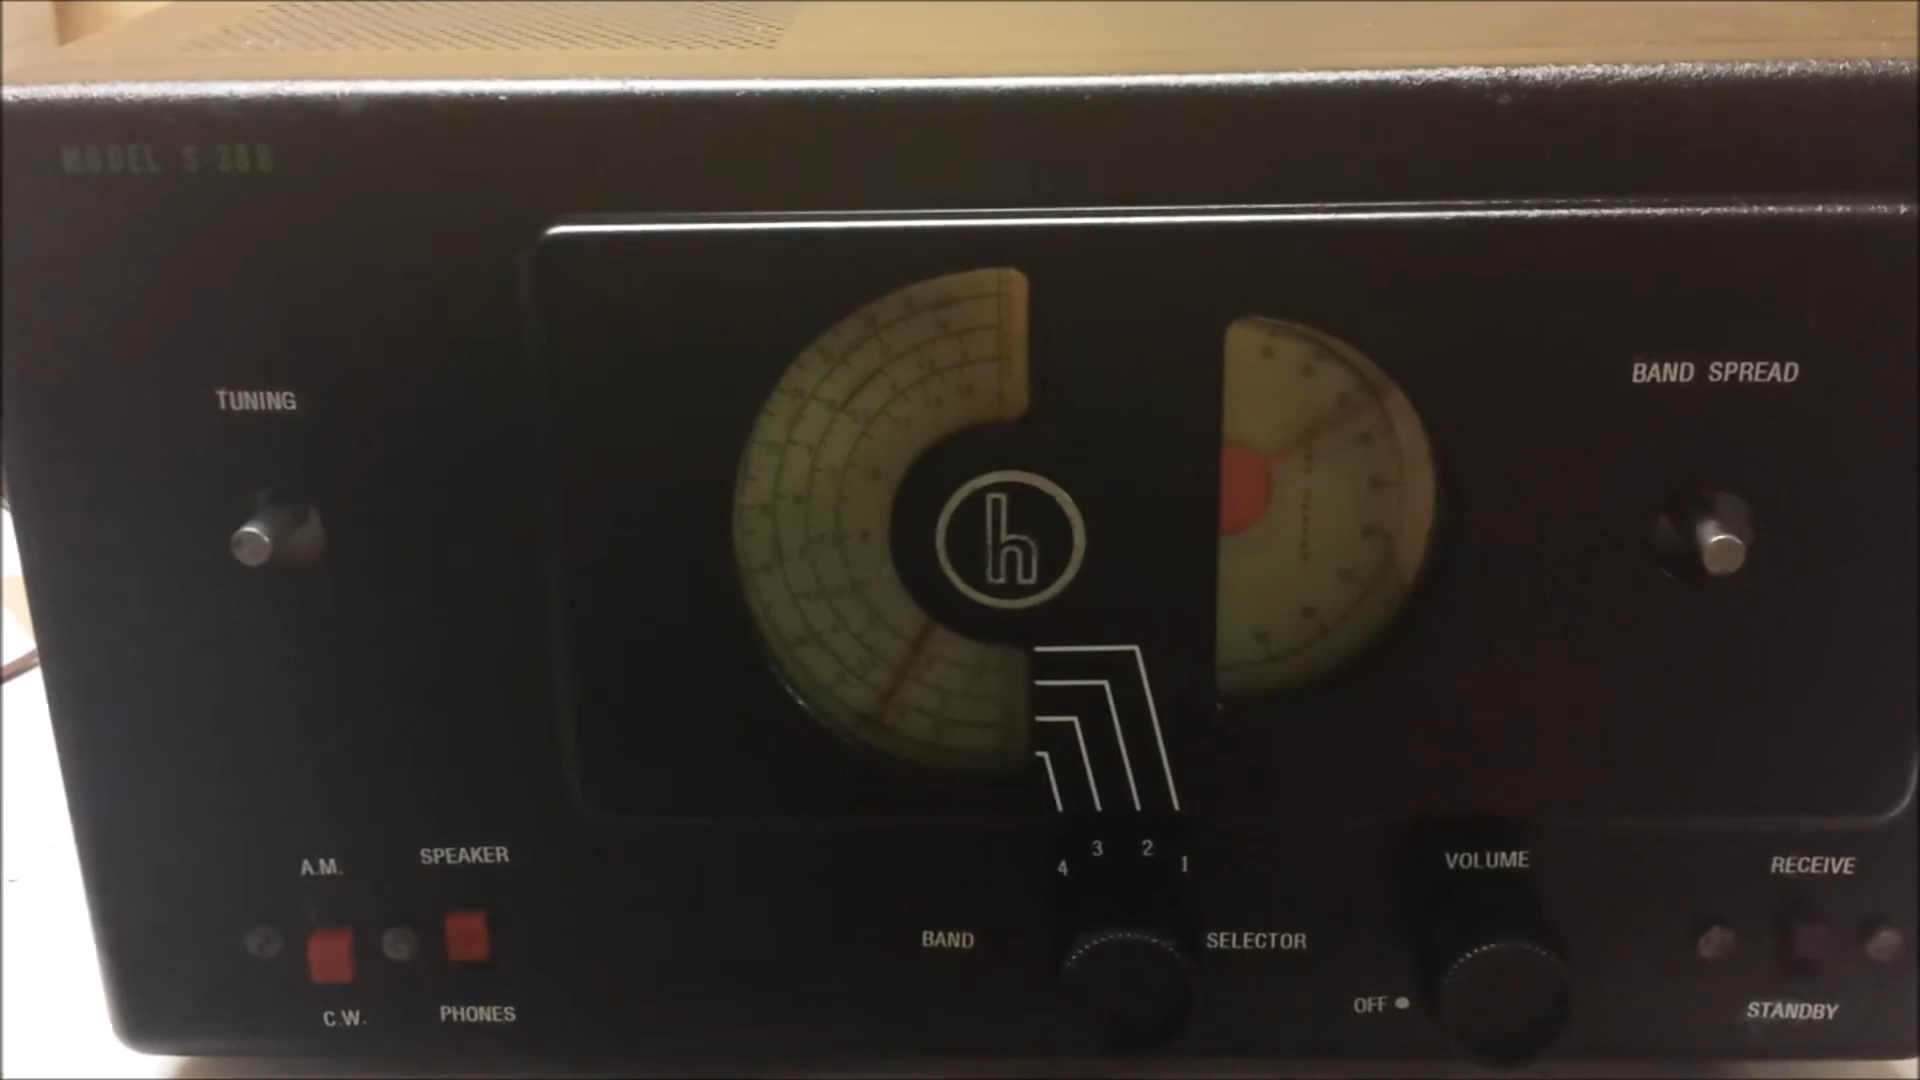 MODEL S-38B
TUNING
BAND SPREAD
h
A.M.
SPEAKER
4 3 2 1
VOLUME
RECEIVE
BAND
SELECTOR
OFF
C.W.
PHONES
STANDBY